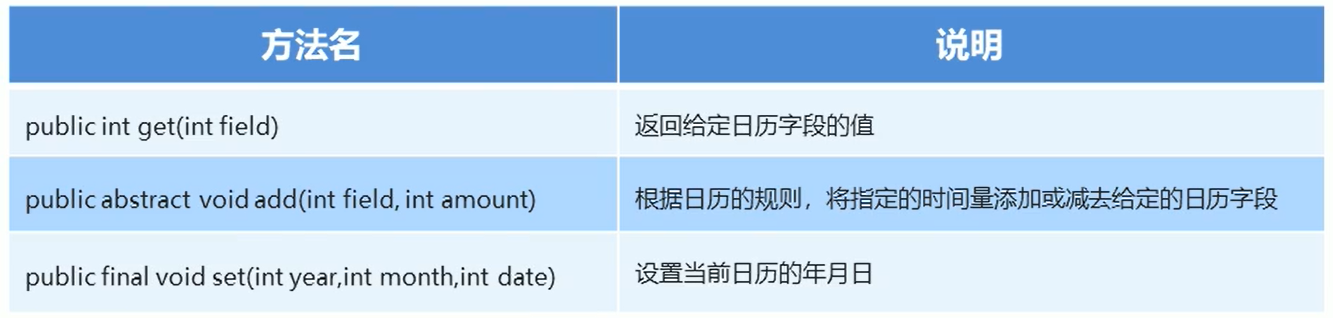 方法名 说明
public int get(int field) 返回给定日历字段的值
public abstract void add(int field, int amount) 根据日历的规则，将指定的时间量添加或减去给定的日历字段
public final void set(int year,int month,int date) 设置当前日历的年月日